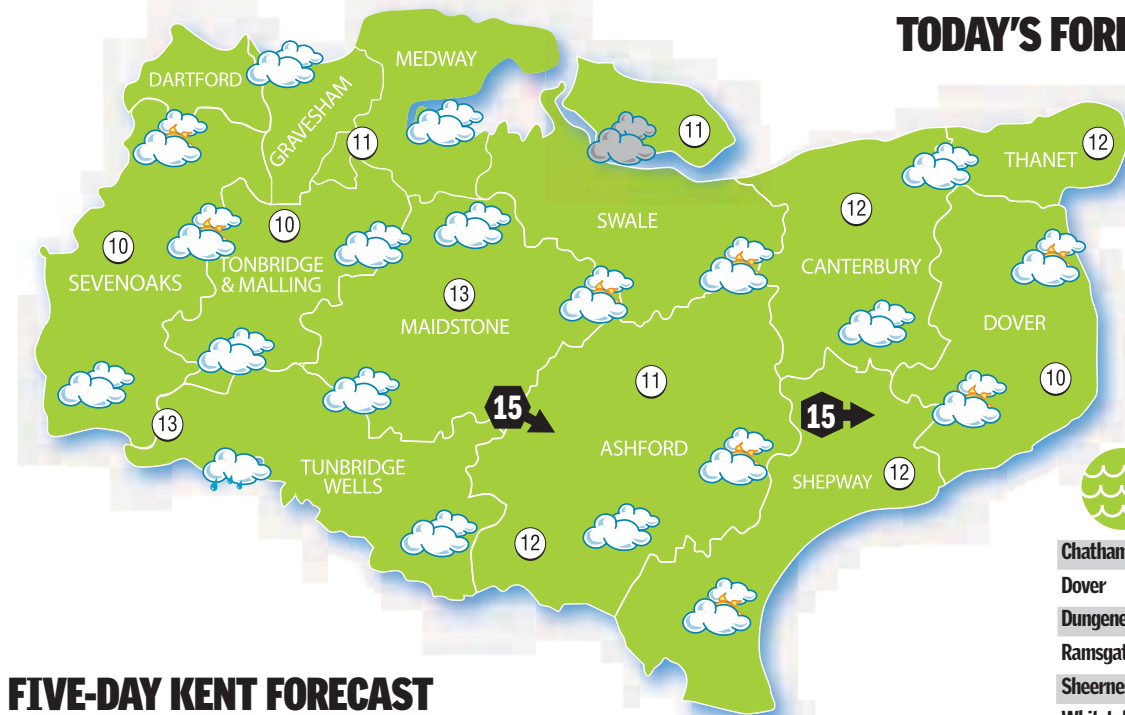 TODAY'S FORE
MEDWAY
DARTFORD
GRAVESHAM
11
11
THANET
12
10
10
SEVENOAKS
TONBRIDGE
& MALLING
SWALE
12
CANTERBURY
13
MAIDSTONE
DOVER
11
10
15
15
13
ASHFORD
TUNBRIDGE
WELLS
SHEPWAY
12
12
Chatham
Dover
Dungene
Ramsgat
Sheerne
FIVE-DAY KENT FORECAST